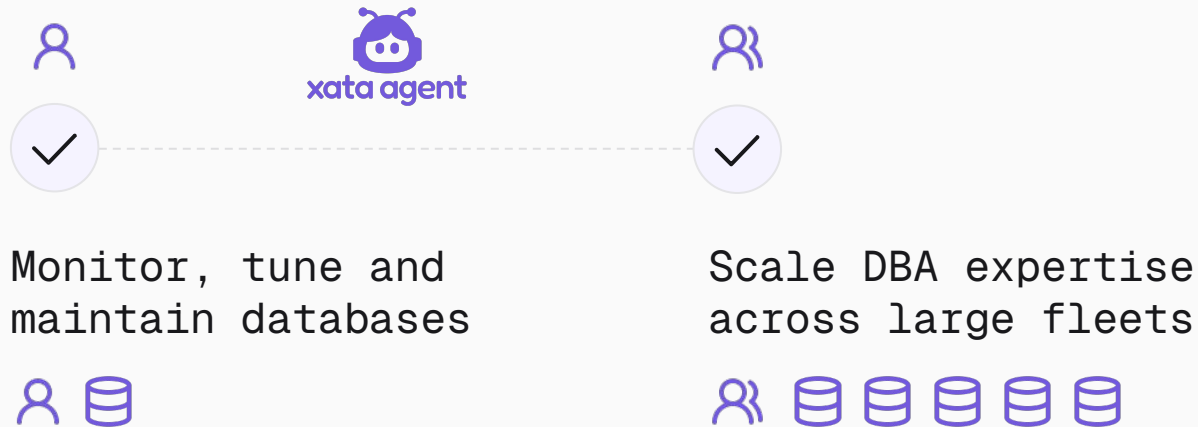 xata agent
Monitor, tune and
maintain databases
Scale DBA expertise
across large fleets